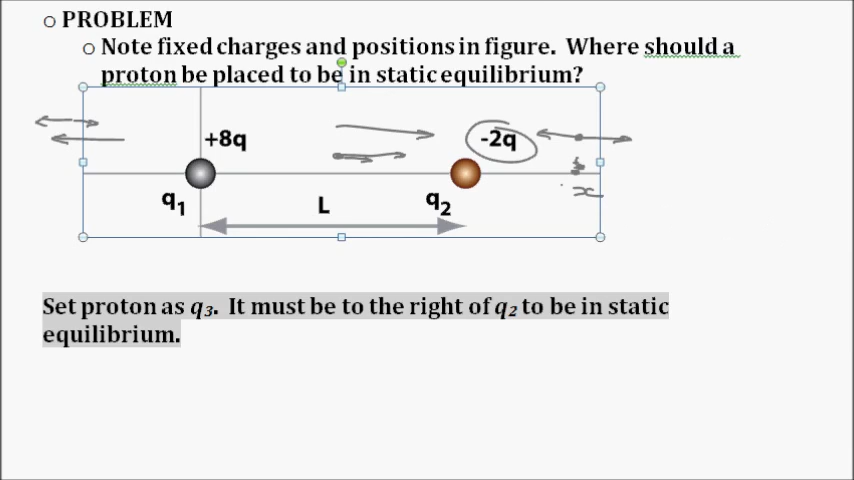 PROBLEM
Note fixed charges and positions in figure. Where should a
proton be placed to be in static equilibrium?
+8q
-2q
q1
L
q2
x
Set proton as q3. It must be to the right of q2 to be in static
equilibrium.